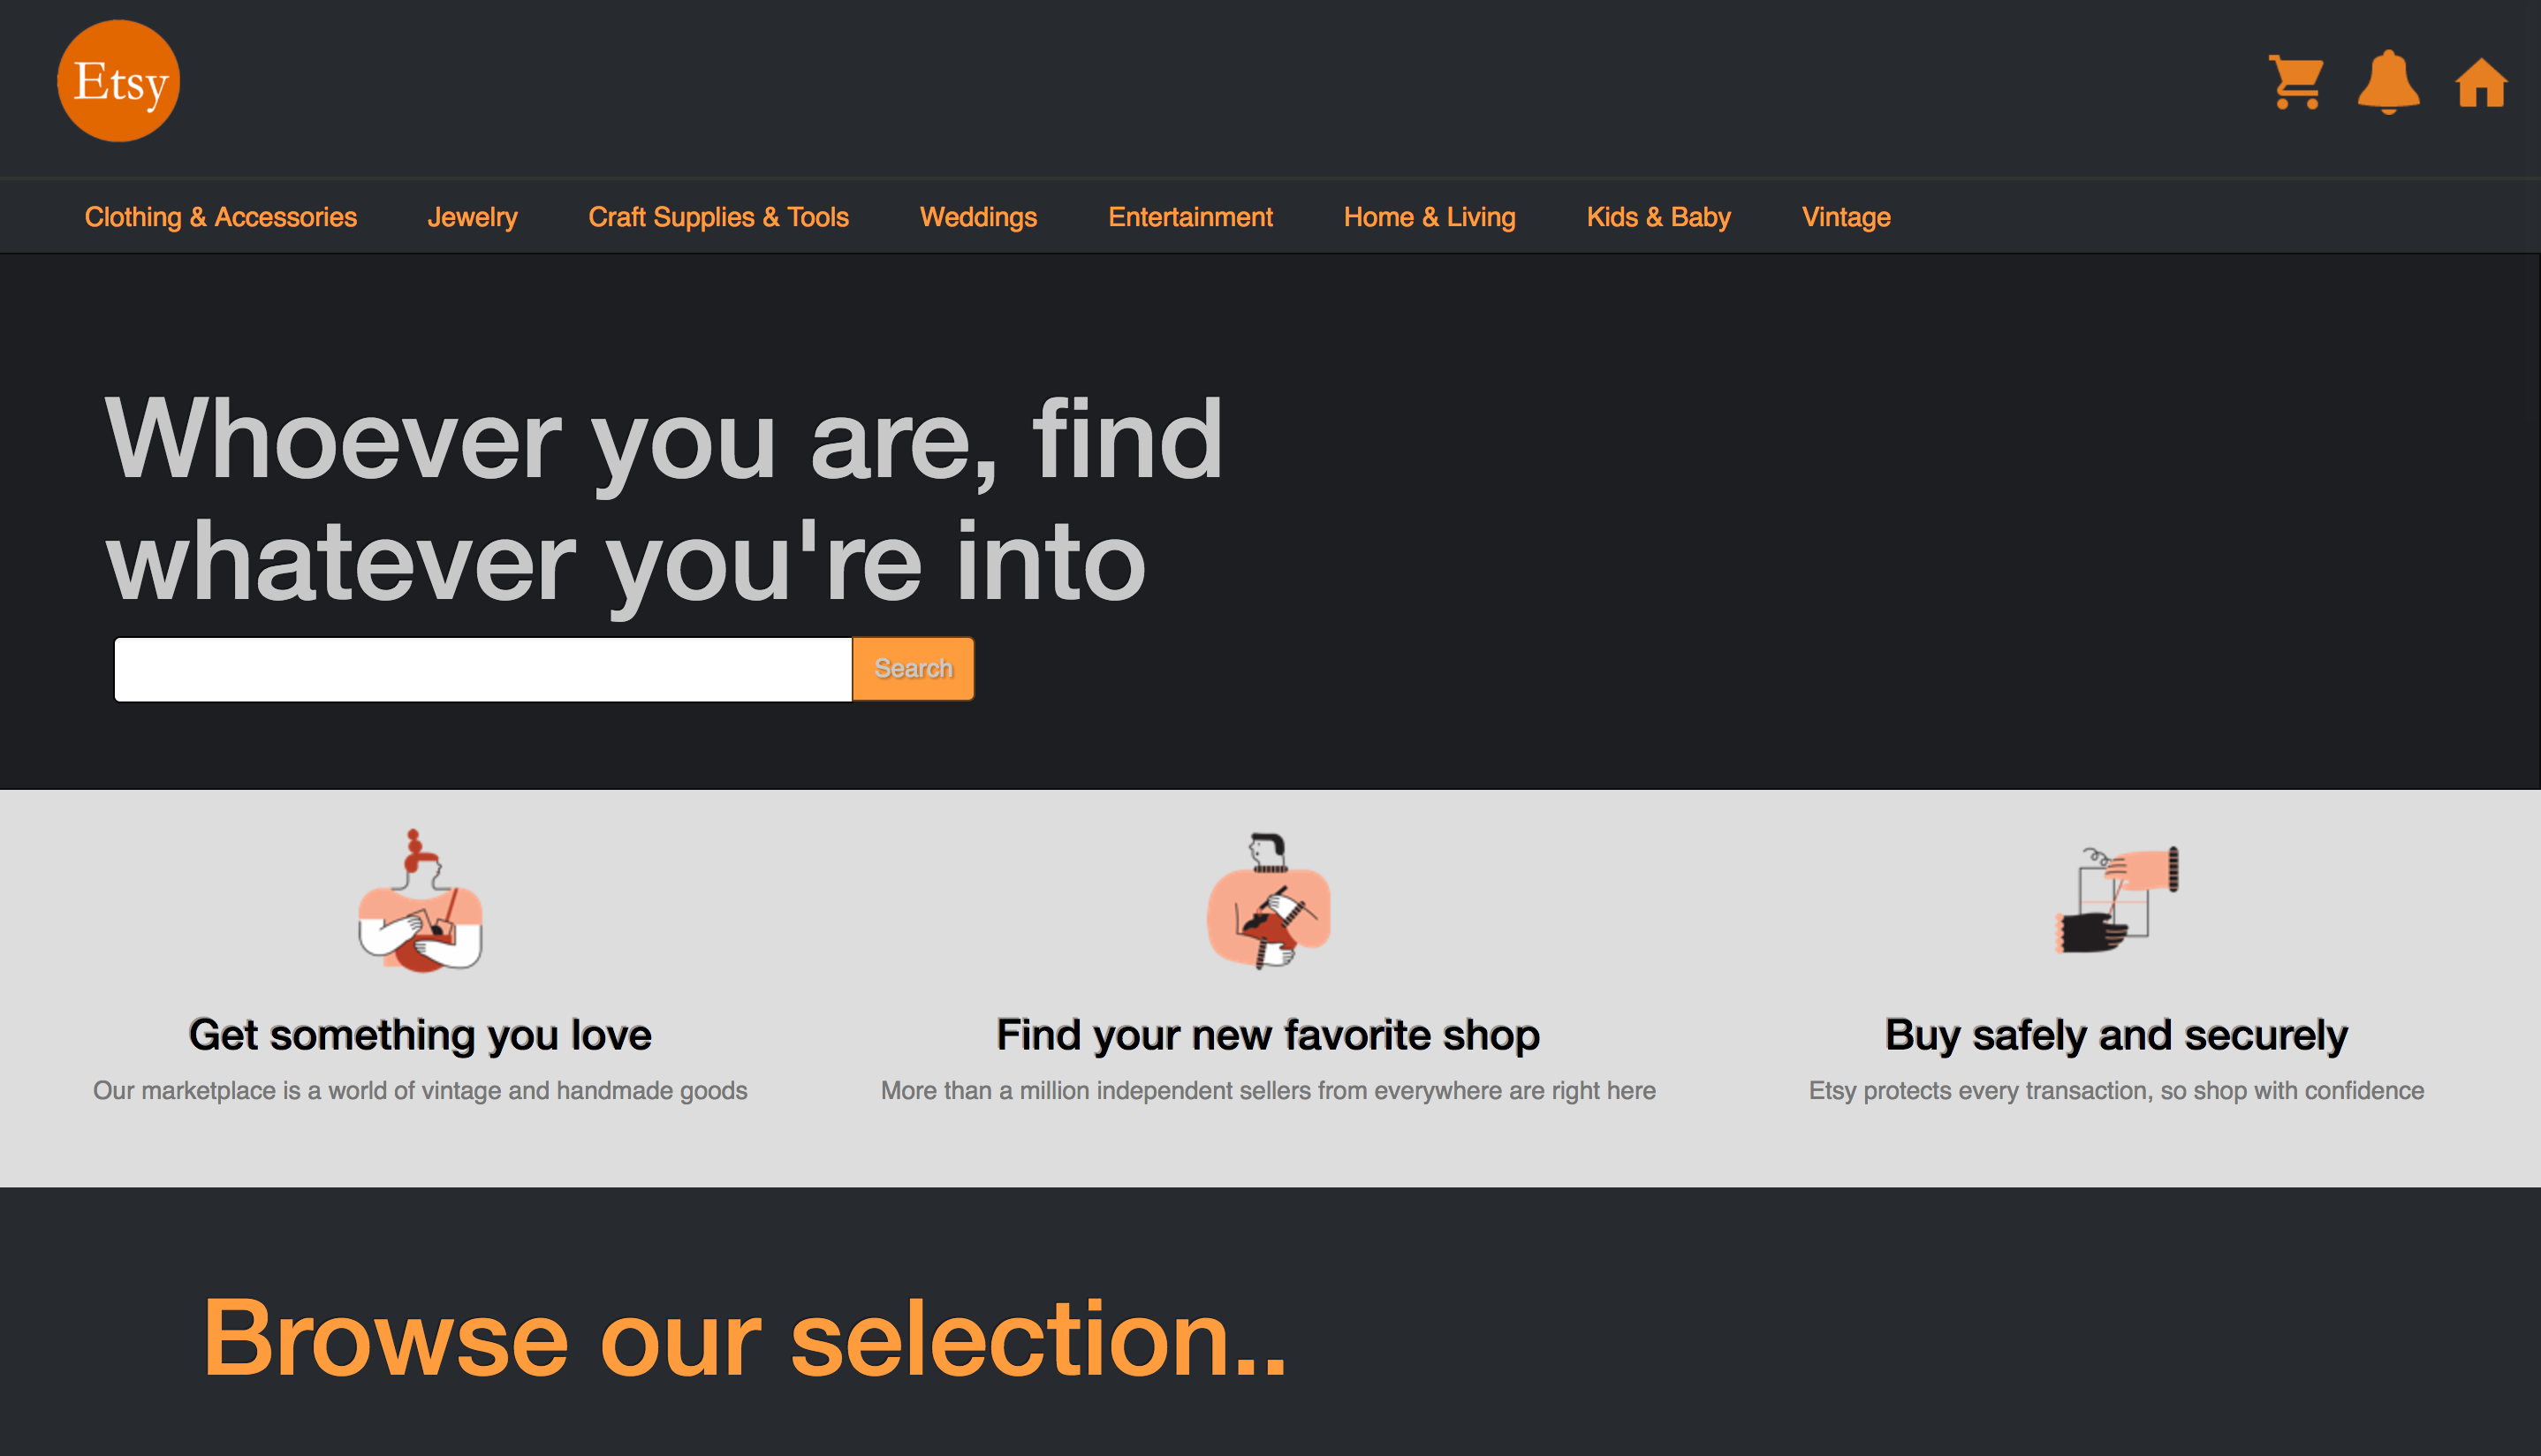 Etsy
Clothing & Accessories Jewelry Craft Supplies & Tools Weddings Entertainment Home & Living Kids & Baby Vintage
Whoever you are, find
whatever you're into
Search
Get something you love
Our marketplace is a world of vintage and handmade goods
Find your new favorite shop
More than a million independent sellers from everywhere are right here
Buy safely and securely
Etsy protects every transaction, so shop with confidence
Browse our selection..